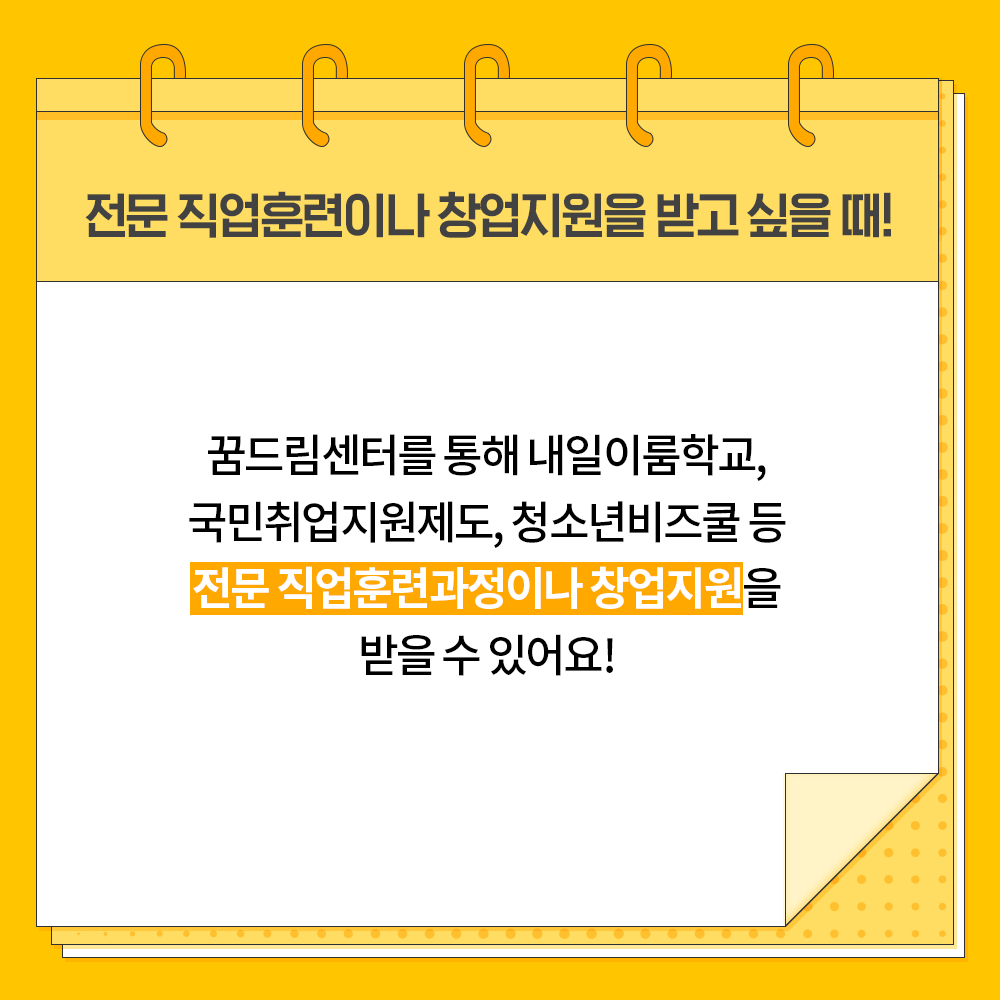 전문 직업훈련이나 창업지원을 받고 싶을 때!
꿈드림센터를 통해 내일이룸학교,
국민취업지원제도, 청소년비즈쿨 등
전문 직업훈련과정이나 창업지원을
받을 수 있어요!